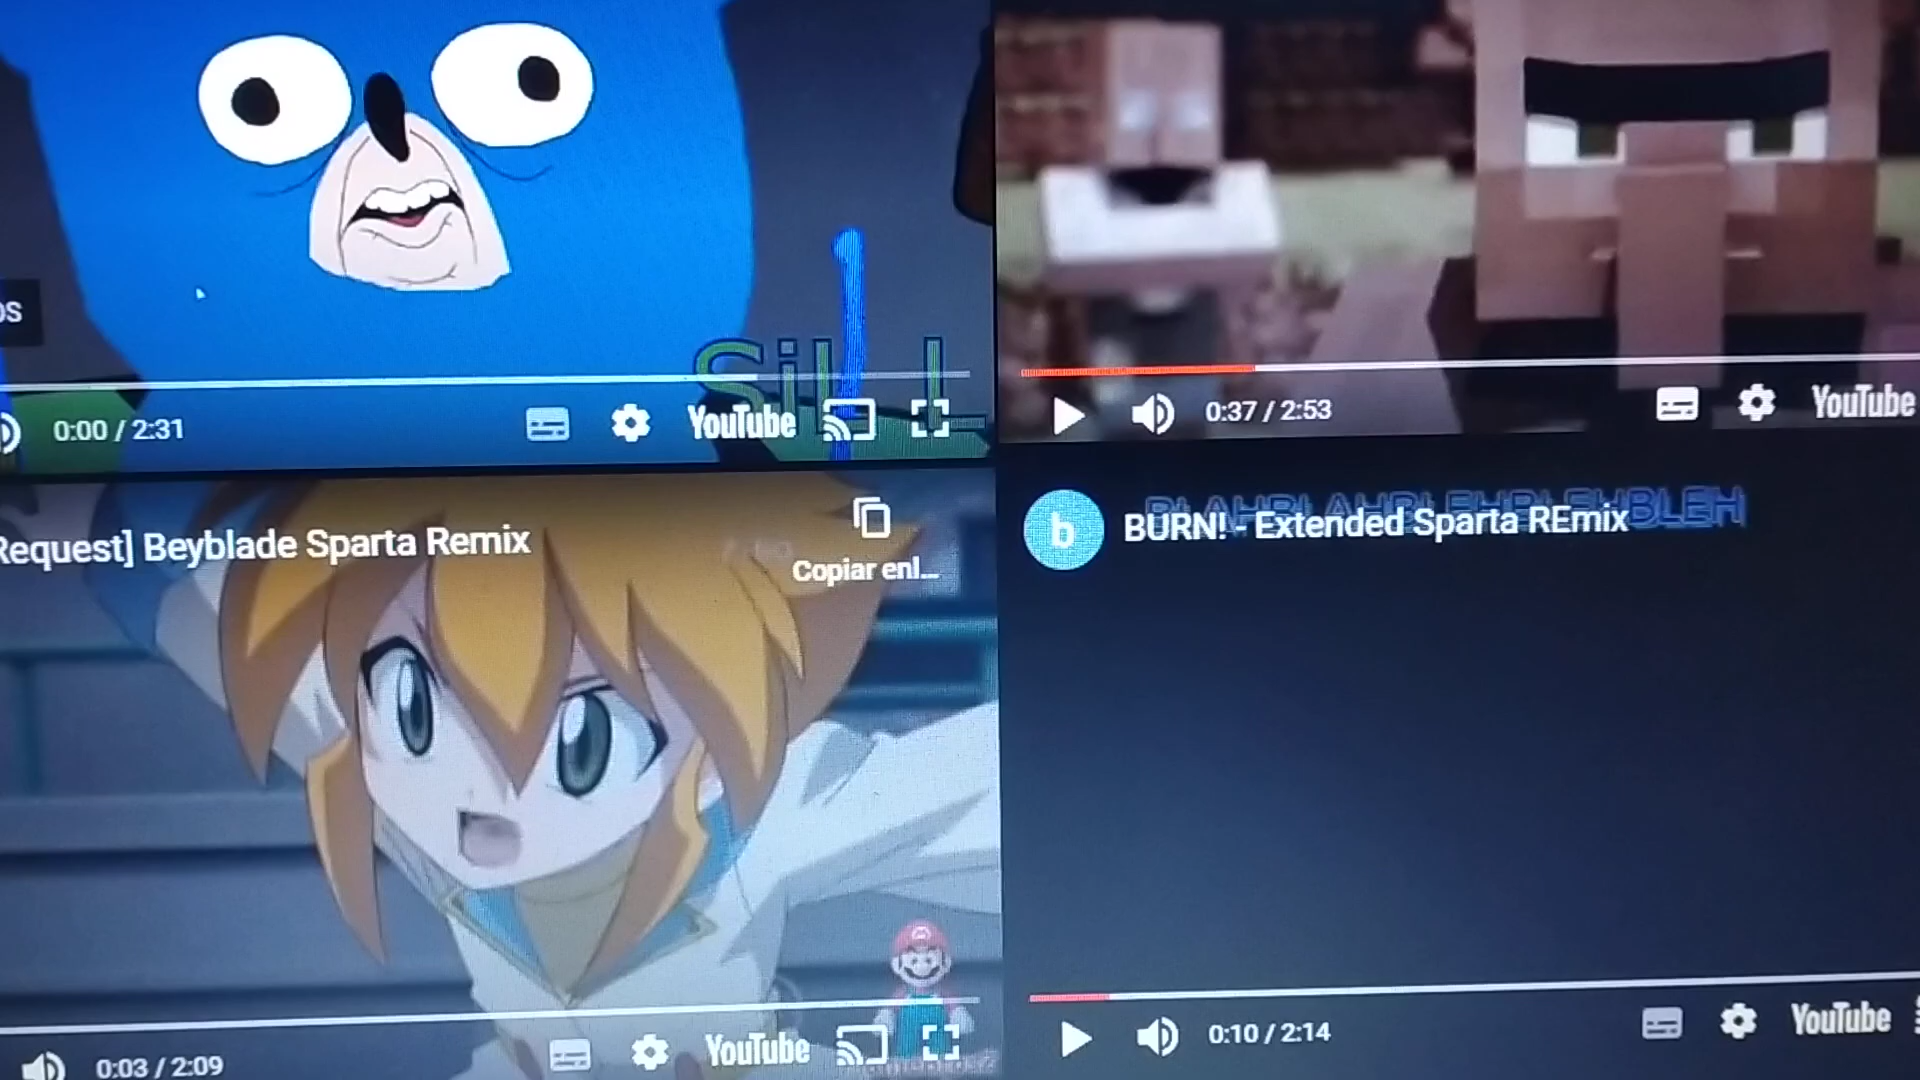 os
0:00 / 2:31
YouTube
0:37 / 2:53
YouTube
Request] Beyblade Sparta Remix
Copiar enl...
0:03 / 2:09
YouTube
b
BLAHBLAHBLEHBLEHBLEH
BURN! - Extended Sparta REmix
0:10 / 2:14
YouTube